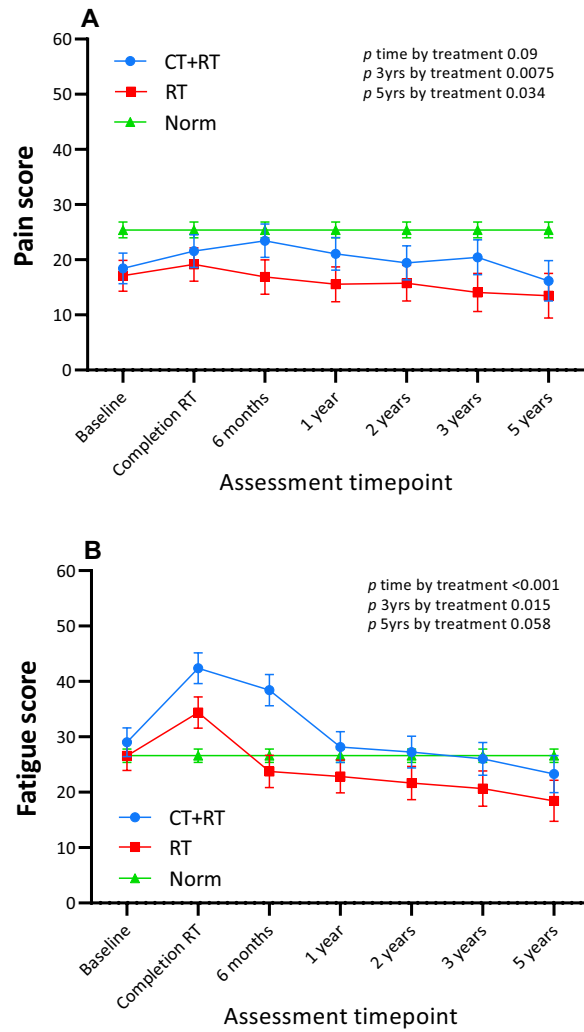 A
60
50
40
30
20
10
0
Pain score
CT+RT
RT
Norm
p time by treatment 0.09
p 3yrs by treatment 0.0075
p 5yrs by treatment 0.034
Baseline
Completion RT
6 months
1 year
2 years
3 years
5 years
Assessment timepoint
B
60
50
40
30
20
10
0
Fatigue score
p time by treatment <0.001
p 3yrs by treatment 0.015
p 5yrs by treatment 0.058
CT+RT
RT
Norm
Baseline
Completion RT
6 months
1 year
2 years
3 years
5 years
Assessment timepoint